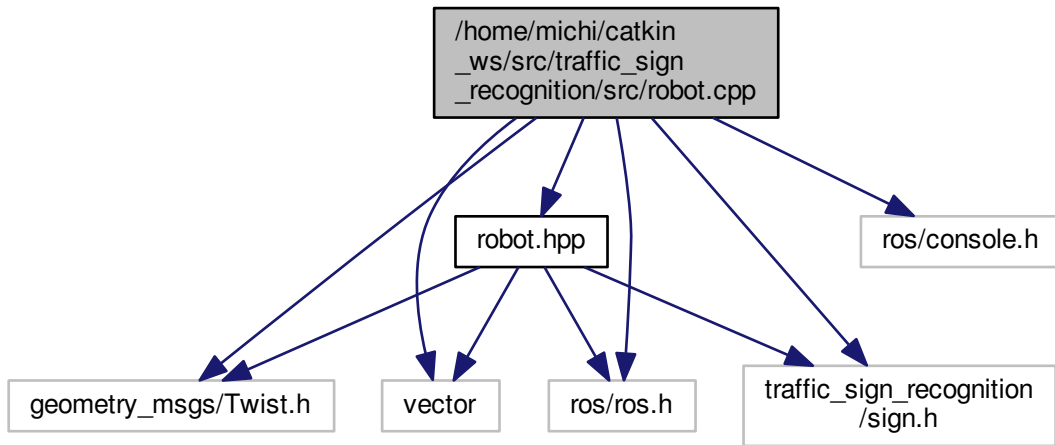 /home/michi/catkin
_ws/src/traffic_sign
_recognition/src/robot.cpp
robot.hpp
ros/console.h
geometry_msgs/Twist.h
vector
ros/ros.h
traffic_sign_recognition
/sign.h